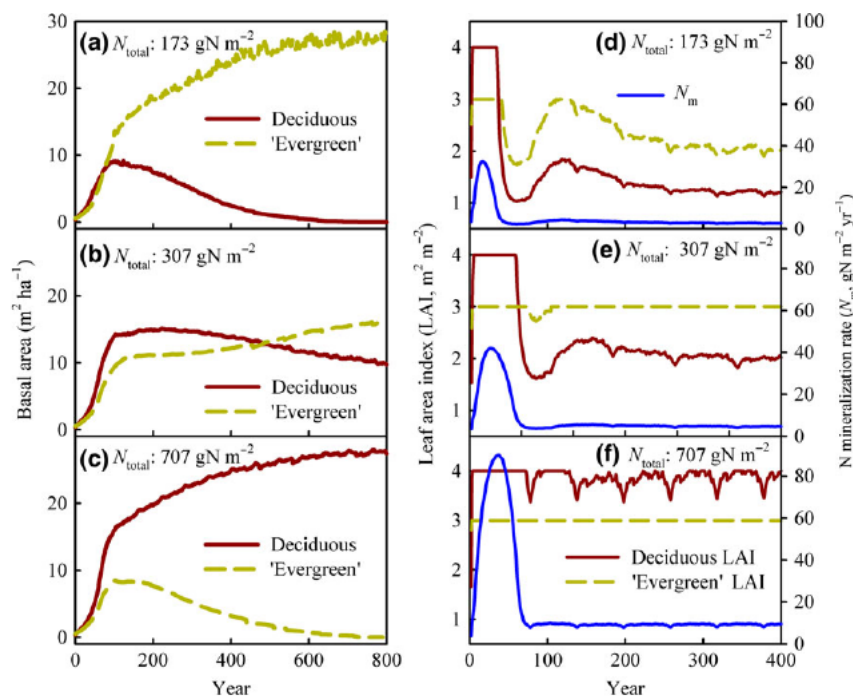 (a) N_total: 173 gN m⁻²
Deciduous
'Evergreen'
30
20
10
0
(b) N_total: 307 gN m⁻²
Deciduous
'Evergreen'
20
10
0
(c) N_total: 707 gN m⁻²
Deciduous
'Evergreen'
20
10
0
Basal area (m² ha⁻¹)
0 200 400 600 800
Year
(d) N_total: 173 gN m⁻²
N_m
4
3
2
1
100
80
60
40
20
0
(e) N_total: 307 gN m⁻²
4
3
2
1
80
60
40
20
0
(f) N_total: 707 gN m⁻²
Deciduous LAI
'Evergreen' LAI
4
3
2
1
80
60
40
20
0
Leaf area index (LAI, m² m⁻²)
N mineralization rate (N_m, gN m⁻² yr⁻¹)
0 100 200 300 400
Year